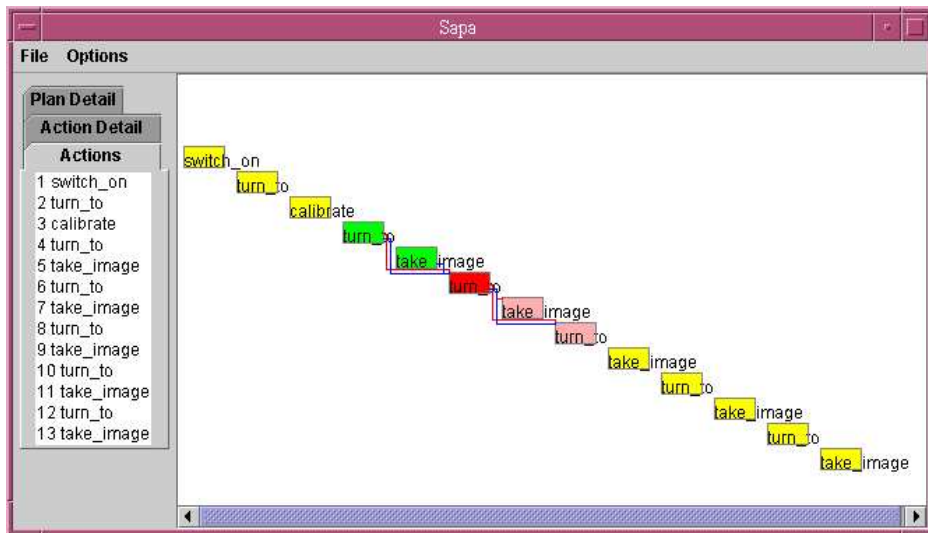 Sapa
File Options
Plan Detail
Action Detail
Actions
1 switch_on
2 turn_to
3 calibrate
4 turn_to
5 take_image
6 turn_to
7 take_image
8 turn_to
9 take_image
10 turn_to
11 take_image
12 turn_to
13 take_image
switch_on
turn_to
calibrate
turn_to
take_image
turn_to
take_image
turn_to
take_image
turn_to
take_image
turn_to
take_image